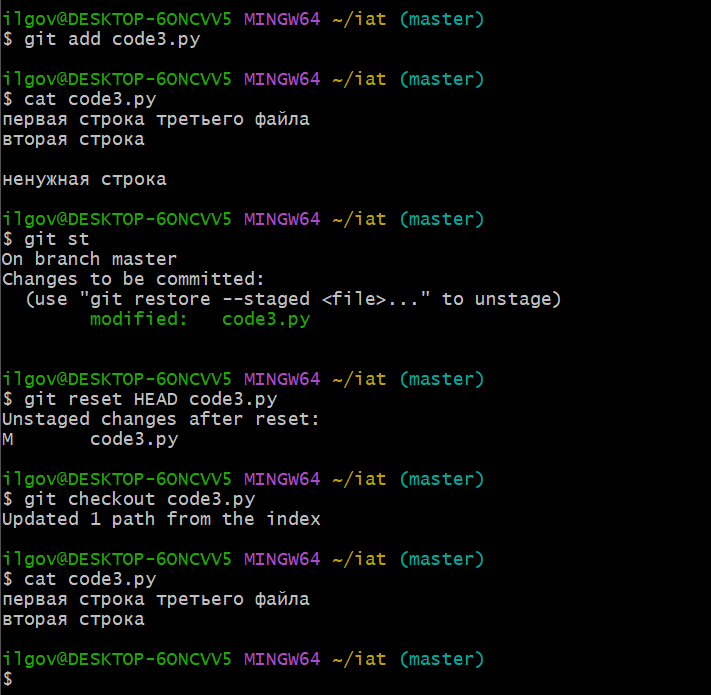 ilgov@DESKTOP-6ONCVV5 MINGW64 ~/iat (master)
$ git add code3.py
ilgov@DESKTOP-6ONCVV5 MINGW64 ~/iat (master)
$ cat code3.py
первая строка третьего файла
вторая строка
ненужная строка
ilgov@DESKTOP-6ONCVV5 MINGW64 ~/iat (master)
$ git st
On branch master
Changes to be committed:
  (use "git restore --staged <file>..." to unstage)
        modified:   code3.py
ilgov@DESKTOP-6ONCVV5 MINGW64 ~/iat (master)
$ git reset HEAD code3.py
Unstaged changes after reset:
M       code3.py
ilgov@DESKTOP-6ONCVV5 MINGW64 ~/iat (master)
$ git checkout code3.py
Updated 1 path from the index
ilgov@DESKTOP-6ONCVV5 MINGW64 ~/iat (master)
$ cat code3.py
первая строка третьего файла
вторая строка
ilgov@DESKTOP-6ONCVV5 MINGW64 ~/iat (master)
$